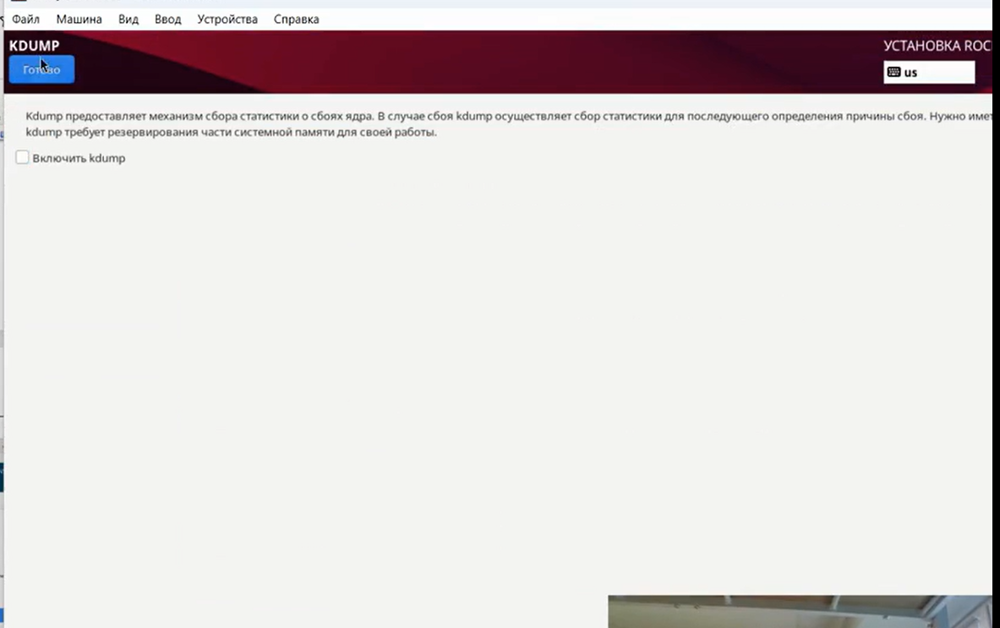 Файл Машина Вид Ввод Устройства Справка
KDUMP
УСТАНОВКА ROC
Готово
us
Kdump предоставляет механизм сбора статистики о сбоях ядра. В случае сбоя kdump осуществляет сбор статистики для последующего определения причины сбоя. Нужно имет
kdump требует резервирования части системной памяти для своей работы.
Включить kdump